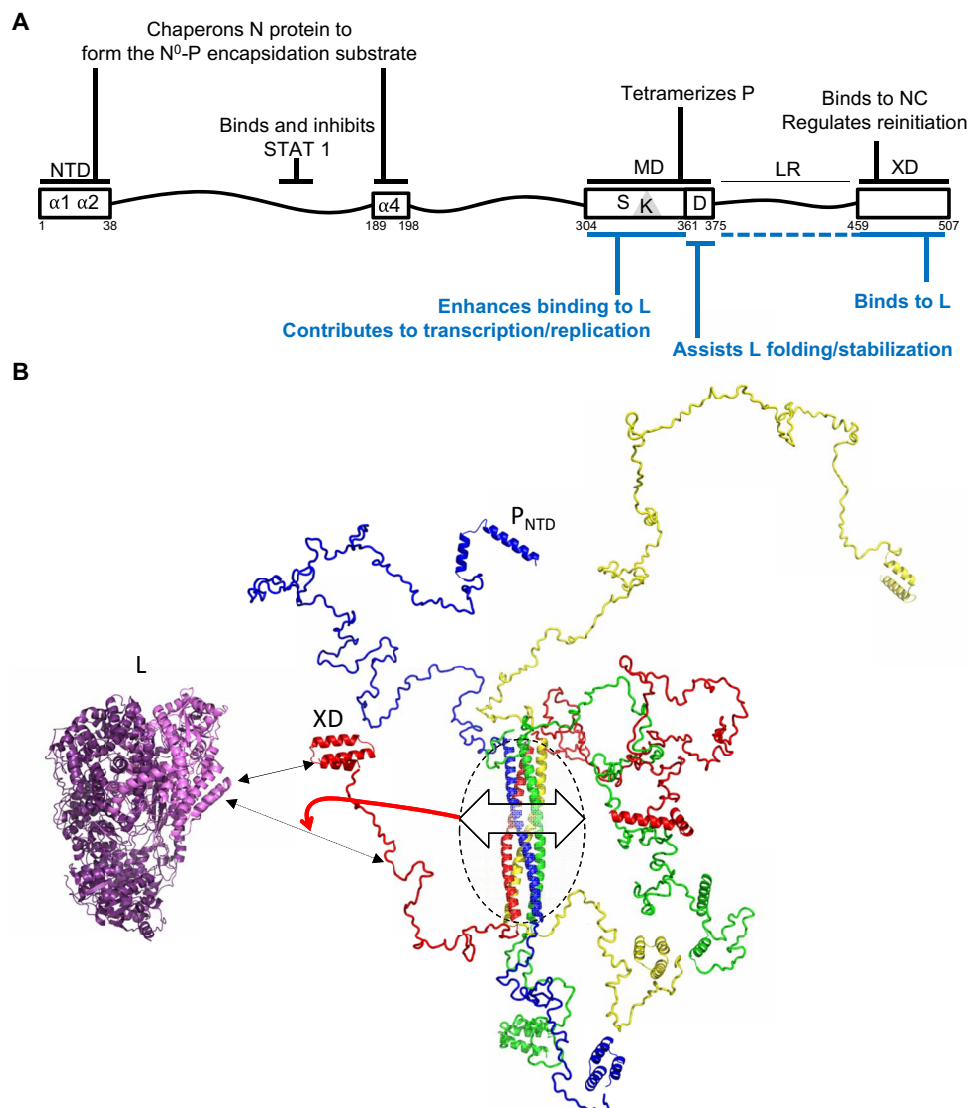 A
Chaperons N protein to
form the N⁰-P encapsidation substrate
Binds and inhibits
STAT 1
Tetramerizes P
Binds to NC
Regulates reinitiation
NTD
MD
LR
XD
α1 α2
α4
S
K
D
1
38
189
198
304
361
375
459
507
Enhances binding to L
Contributes to transcription/replication
Binds to L
Assists L folding/stabilization
B
P_NTD
L
XD